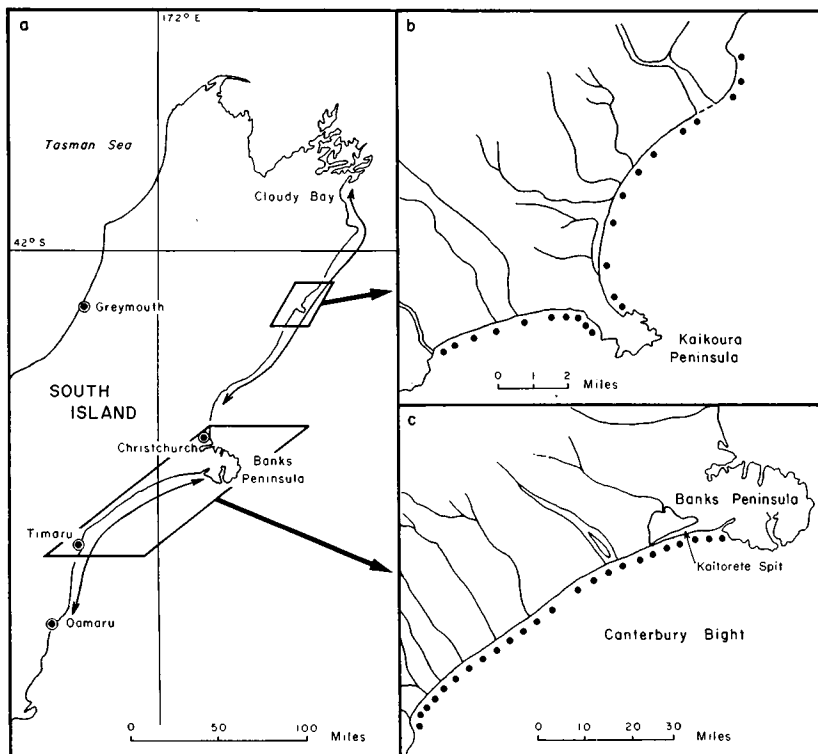 a
172° E
Tasman Sea
Cloudy Bay
42° S
Greymouth
SOUTH
ISLAND
Christchurch
Banks
Peninsula
Timaru
Oamaru
0 50 100
Miles
b
Kaikoura
Peninsula
0 1 2
Miles
c
Banks Peninsula
Kaitorete Spit
Canterbury Bight
0 10 20 30
Miles